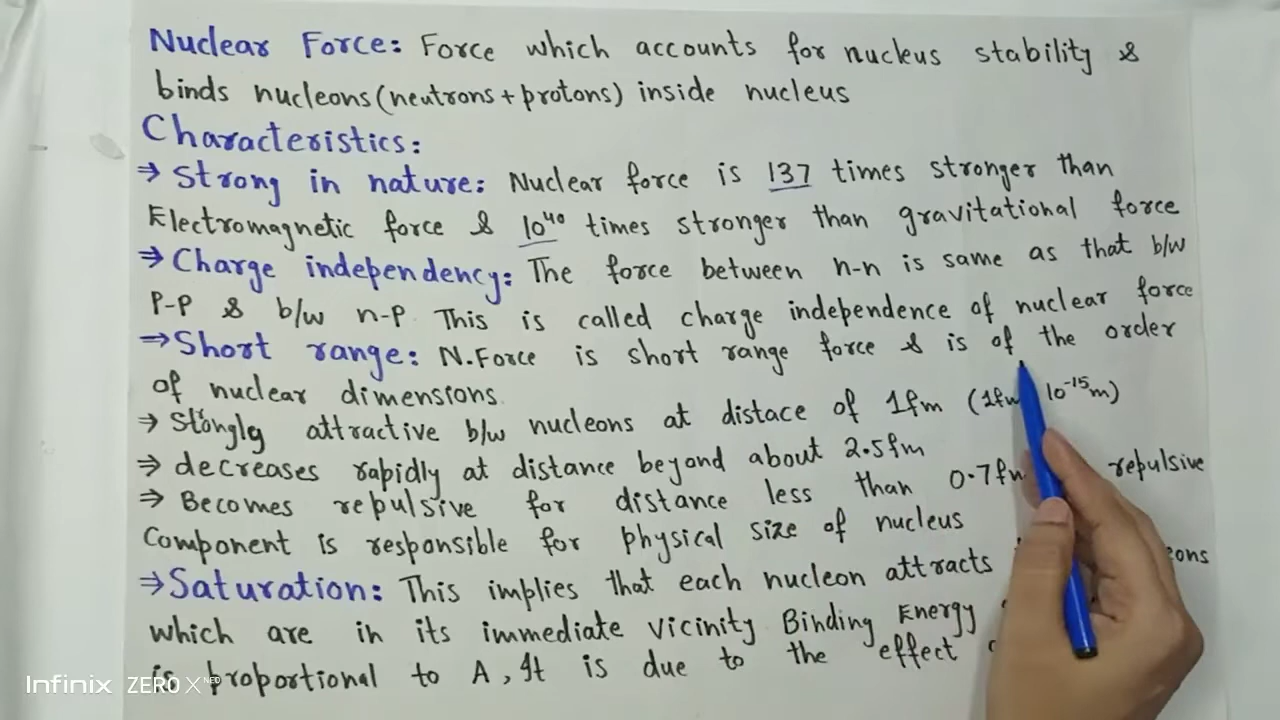 Nuclear Force: Force which accounts for nucleus stability &
binds nucleons (neutrons + protons) inside nucleus
Characteristics:
⇒ Strong in nature: Nuclear force is 137 times stronger than
Electromagnetic force & 10⁴⁰ times stronger than gravitational force
⇒ Charge independency: The force between n-n is same as that b/w
P-P & b/w n-p This is called charge independence of nuclear force
⇒ Short range: N.Force is short range force & is of the order
of nuclear dimensions.
⇒ Stongly attractive b/w nucleons at distace of 1fm (1fm 10⁻¹⁵m)
⇒ decreases rapidly at distance beyond about 2.5fm
⇒ Becomes repulsive for distance less than 0.7fm repulsive
Component is responsible for physical size of nucleus
⇒ Saturation: This implies that each nucleon attracts
which are in its immediate vicinity Binding Energy
is proportional to A, It is due to the effect
Infinix ZERO X NEO